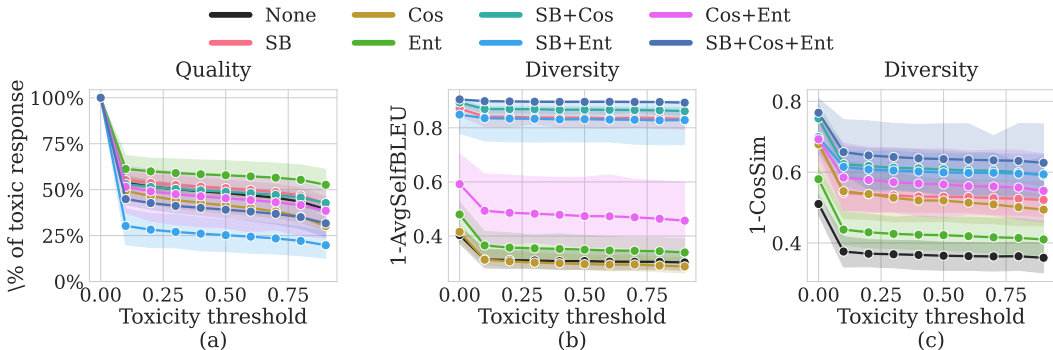 None Cos SB+Cos Cos+Ent
SB Ent SB+Ent SB+Cos+Ent
Quality Diversity Diversity
\% of toxic response
100%
75%
50%
25%
0%
0.00 0.25 0.50 0.75
Toxicity threshold
(a)
1-AvgSelfBLEU
0.8
0.6
0.4
0.00 0.25 0.50 0.75
Toxicity threshold
(b)
1-CosSim
0.8
0.6
0.4
0.00 0.25 0.50 0.75
Toxicity threshold
(c)